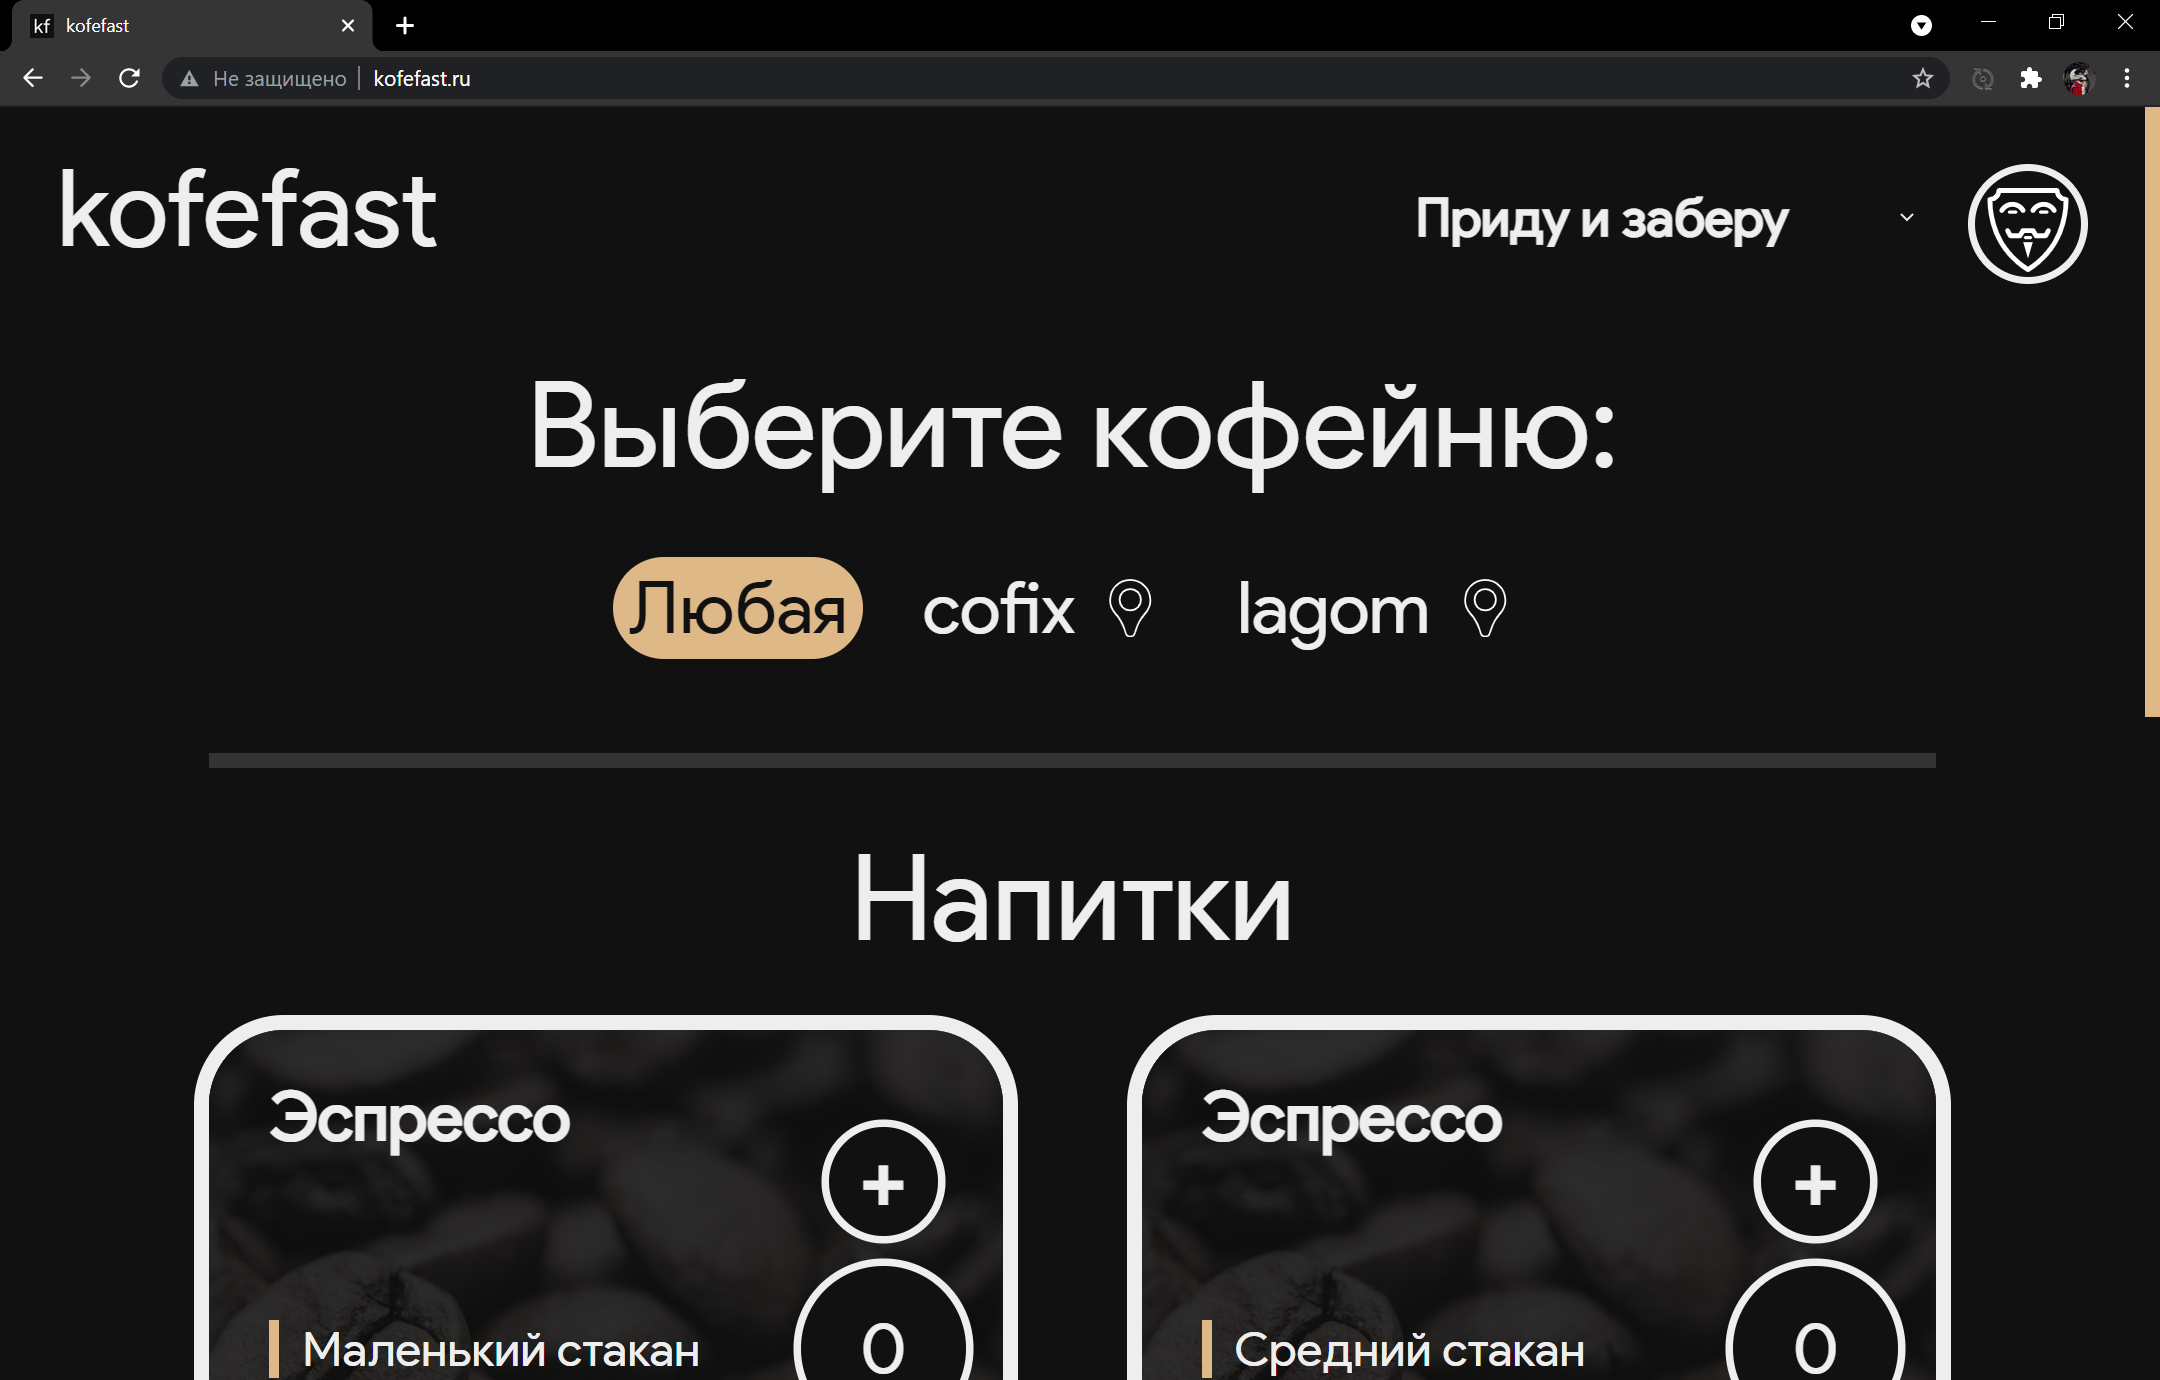 kf kofefast
Не защищено kofefast.ru
kofefast
Приду и заберу
Выберите кофейню:
Любая cofix lagom
Напитки
Эспрессо
+
Маленький стакан
0
Эспрессо
+
Средний стакан
0